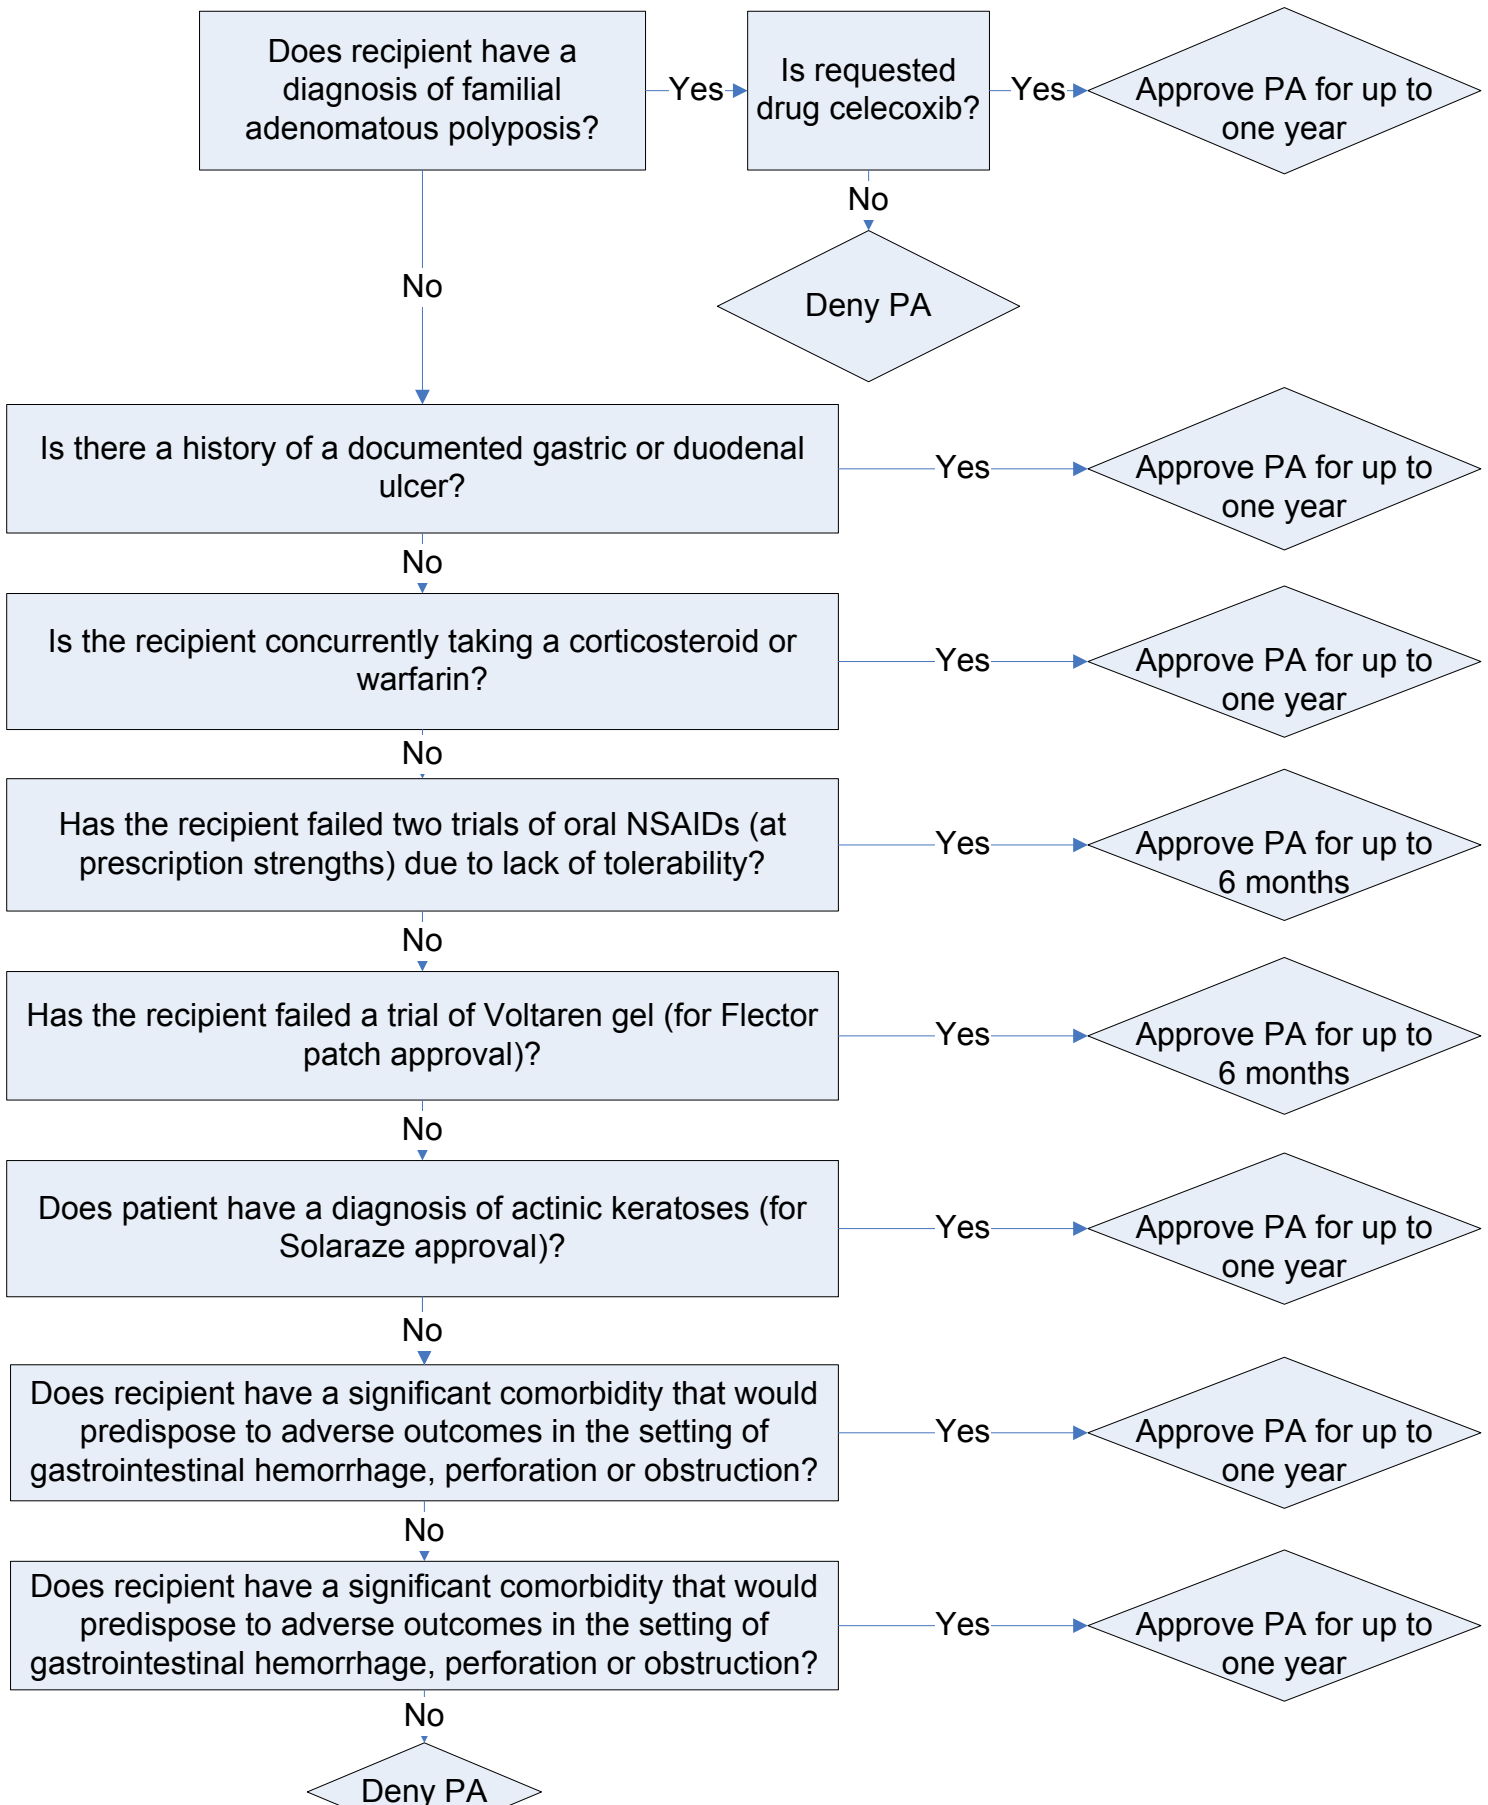 Does recipient have a
diagnosis of familial
adenomatous polyposis?
Yes
Is requested
drug celecoxib?
Yes
Approve PA for up to
one year
No
Deny PA
No
Is there a history of a documented gastric or duodenal
ulcer?
Yes
Approve PA for up to
one year
No
Is the recipient concurrently taking a corticosteroid or
warfarin?
Yes
Approve PA for up to
one year
No
Has the recipient failed two trials of oral NSAIDs (at
prescription strengths) due to lack of tolerability?
Yes
Approve PA for up to
6 months
No
Has the recipient failed a trial of Voltaren gel (for Flector
patch approval)?
Yes
Approve PA for up to
6 months
No
Does patient have a diagnosis of actinic keratoses (for
Solaraze approval)?
Yes
Approve PA for up to
one year
No
Does recipient have a significant comorbidity that would
predispose to adverse outcomes in the setting of
gastrointestinal hemorrhage, perforation or obstruction?
Yes
Approve PA for up to
one year
No
Does recipient have a significant comorbidity that would
predispose to adverse outcomes in the setting of
gastrointestinal hemorrhage, perforation or obstruction?
Yes
Approve PA for up to
one year
No
Deny PA